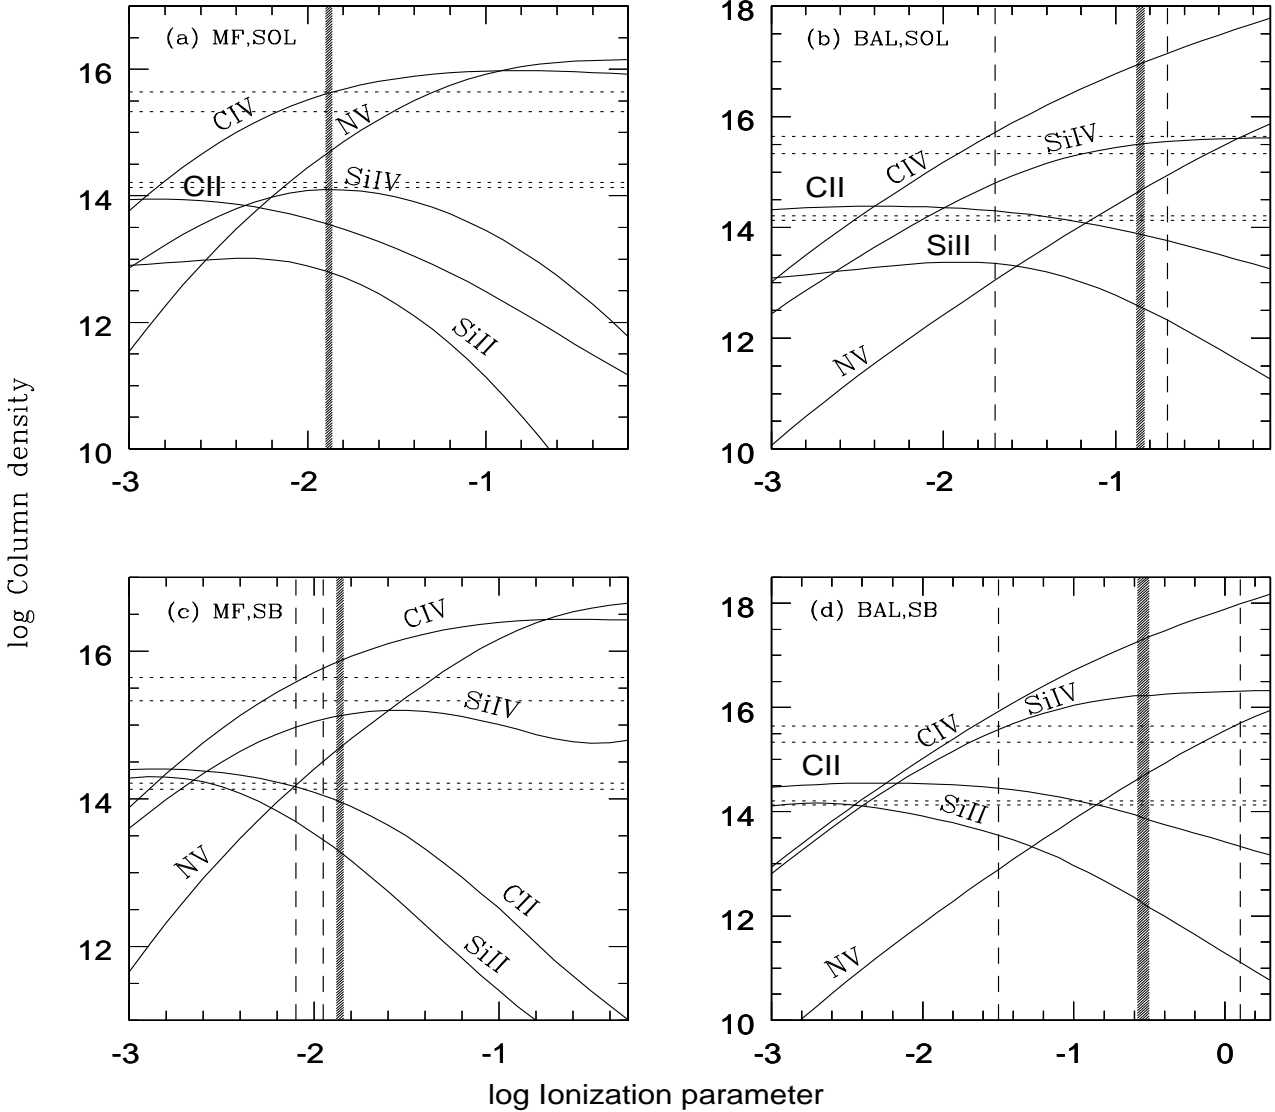 (a) MF,SOL
16
14
12
10
CIV
NV
CII
SiIV
SiII
-3
-2
-1
(b) BAL,SOL
18
16
14
12
10
CIV
SiIV
CII
SiII
NV
-3
-2
-1
log Column density
(c) MF,SB
16
14
12
CIV
SiIV
NV
CII
SiII
-3
-2
-1
(d) BAL,SB
18
16
14
12
10
CIV
SiIV
CII
SiII
NV
-3
-2
-1
0
log Ionization parameter